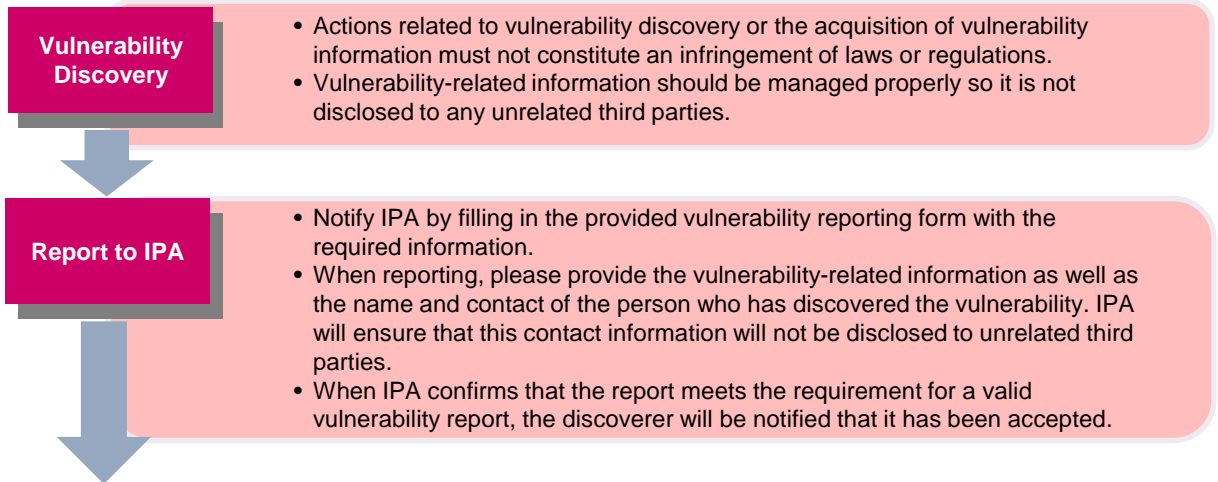 Vulnerability
Discovery
• Actions related to vulnerability discovery or the acquisition of vulnerability
information must not constitute an infringement of laws or regulations.
• Vulnerability-related information should be managed properly so it is not
disclosed to any unrelated third parties.
Report to IPA
• Notify IPA by filling in the provided vulnerability reporting form with the
required information.
• When reporting, please provide the vulnerability-related information as well as
the name and contact of the person who has discovered the vulnerability. IPA
will ensure that this contact information will not be disclosed to unrelated third
parties.
• When IPA confirms that the report meets the requirement for a valid
vulnerability report, the discoverer will be notified that it has been accepted.